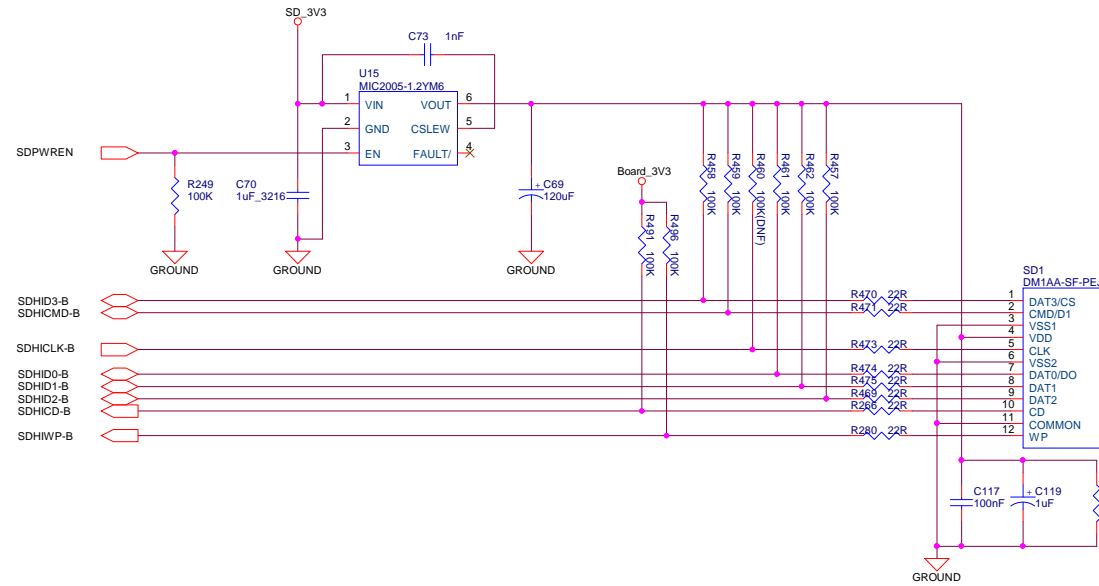 SD_3V3
C73 1nF
U15
MIC2005-1.2YM6
1 VIN VOUT 6
2 GND CSLEW 5
3 EN FAULT/ 4
SDPWREN
R249
100K
C70
1uF_3216
C69
120uF
+
Board_3V3
R458 100K
R459 100K
R460 100K(DNF)
R461 100K
R462 100K
R457 100K
R491 100K
R496 100K
GROUND
GROUND
GROUND
SD1
DM1AA-SF-PEJ
SDHID3-B R470 22R 1 DAT3/CS
SDHICMD-B R471 22R 2 CMD/D1
3 VSS1
4 VDD
SDHICLK-B R473 22R 5 CLK
6 VSS2
SDHID0-B R474 22R 7 DAT0/DO
SDHID1-B R475 22R 8 DAT1
SDHID2-B R469 22R 9 DAT2
SDHICD-B R266 22R 10 CD
11 COMMON
SDHIWP-B R280 22R 12 WP
C117
100nF
+
C119
1uF
GROUND